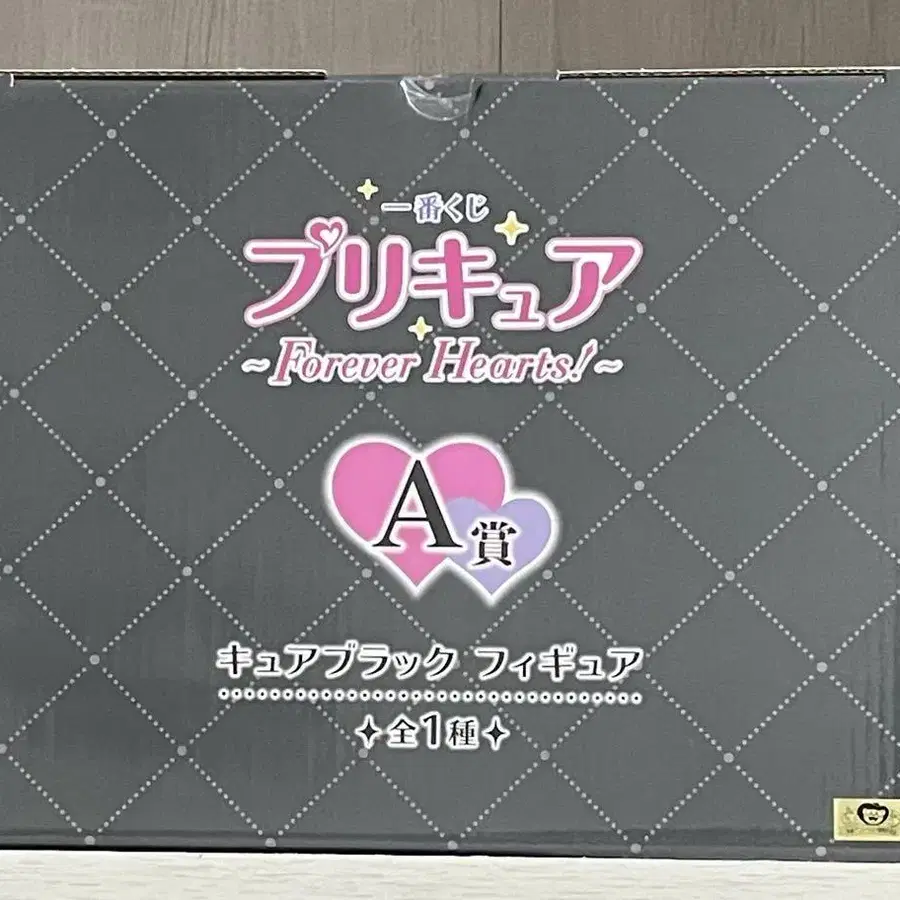 一番くじ
プリキュア
~Forever Hearts!~
A賞
キュアブラック フィギュア
全1種